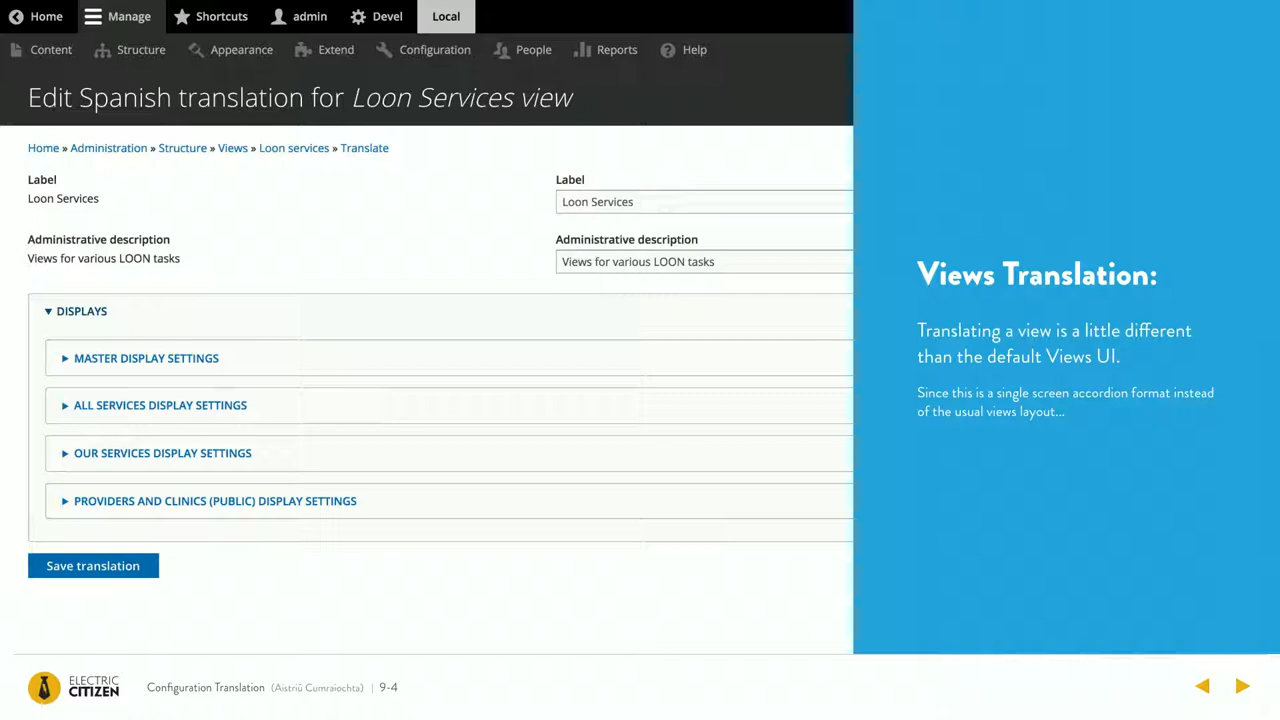 Home Manage Shortcuts admin Devel Local
Content Structure Appearance Extend Configuration People Reports Help
Edit Spanish translation for Loon Services view
Home » Administration » Structure » Views » Loon services » Translate
Label
Loon Services
Label
Loon Services
Administrative description
Views for various LOON tasks
Administrative description
Views for various LOON tasks
DISPLAYS
MASTER DISPLAY SETTINGS
ALL SERVICES DISPLAY SETTINGS
OUR SERVICES DISPLAY SETTINGS
PROVIDERS AND CLINICS (PUBLIC) DISPLAY SETTINGS
Save translation
Views Translation:
Translating a view is a little different
than the default Views UI.
Since this is a single screen accordion format instead
of the usual views layout...
ELECTRIC
CITIZEN
Configuration Translation (Aistriú Cumraíochta) | 9-4